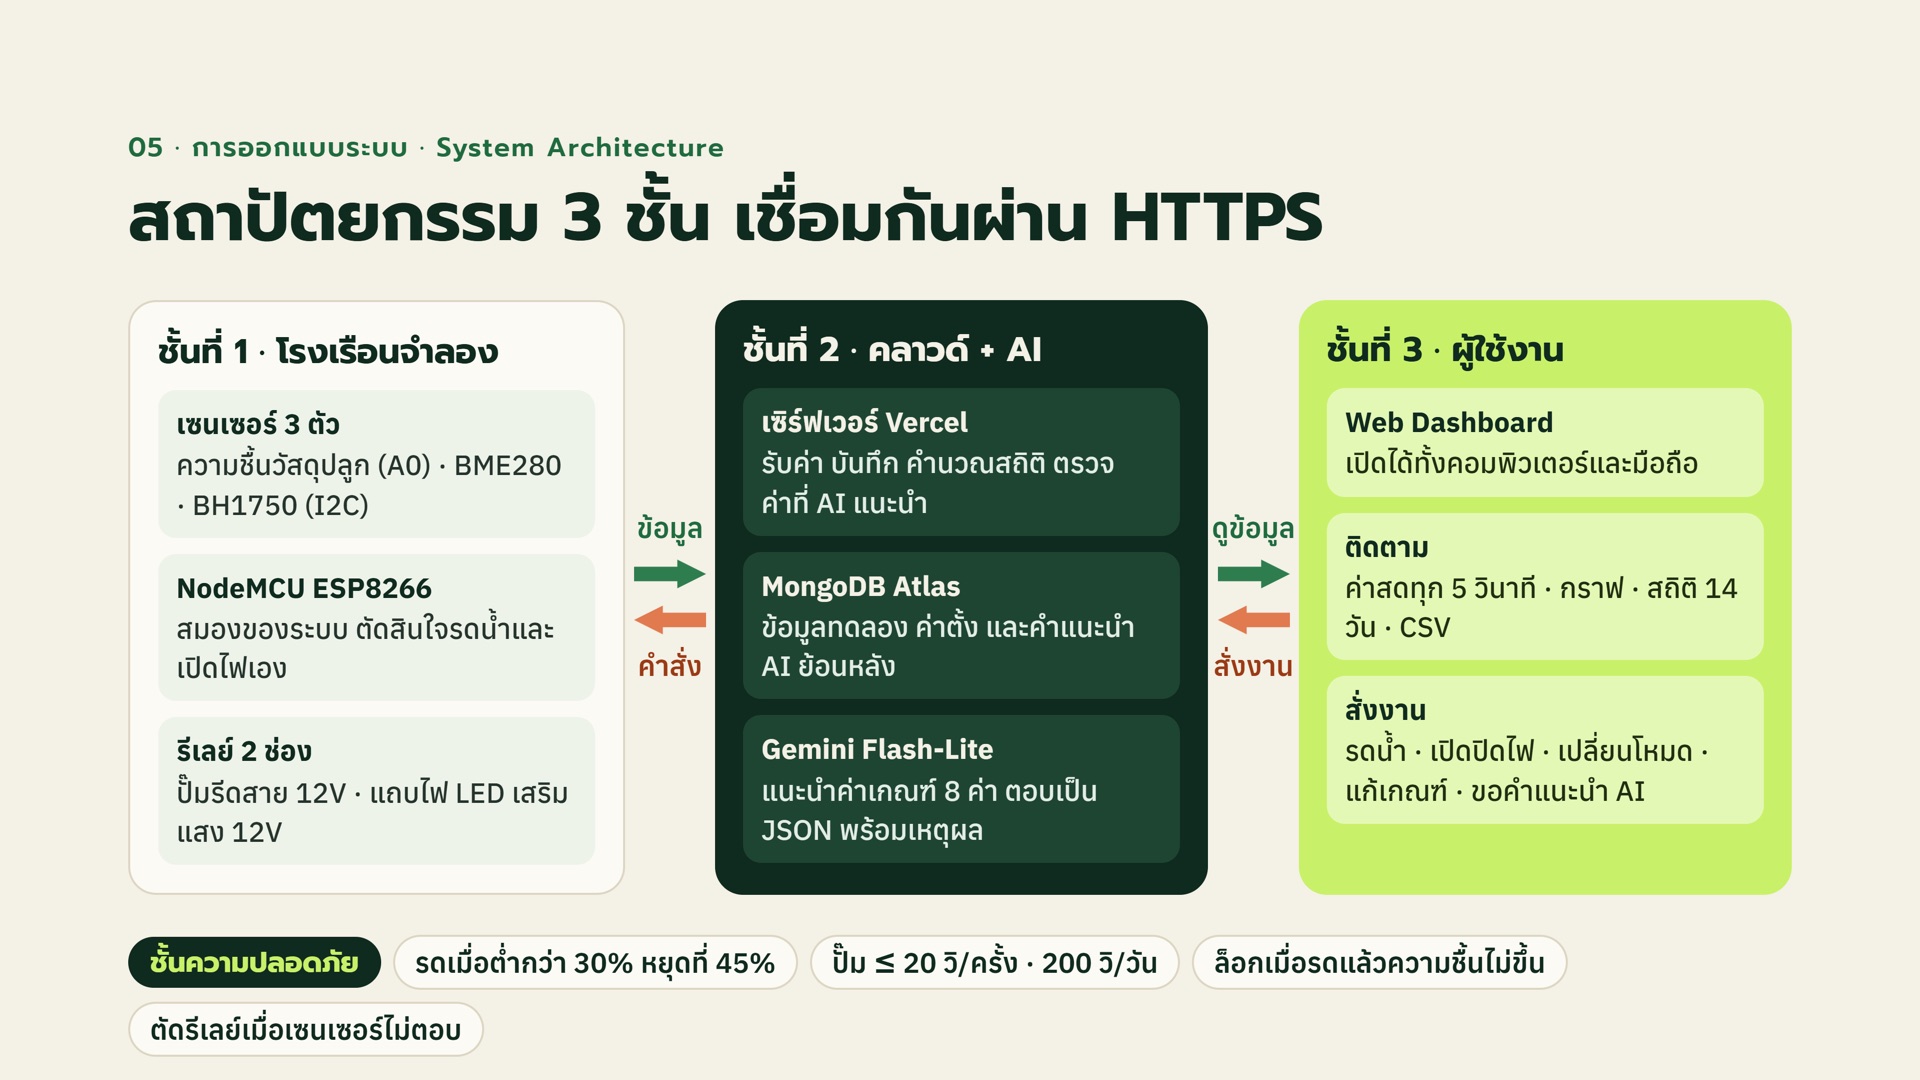 05 · การออกแบบระบบ · System Architecture
สถาปัตยกรรม 3 ชั้น เชื่อมกันผ่าน HTTPS
ชั้นที่ 1 · โรงเรือนจำลอง
เซนเซอร์ 3 ตัว
ความชื้นวัสดุปลูก (A0) · BME280
· BH1750 (I2C)
NodeMCU ESP8266
สมองของระบบ ตัดสินใจรดน้ำและ
เปิดไฟเอง
รีเลย์ 2 ช่อง
ปั๊มรีดสาย 12V · แถบไฟ LED เสริม
แสง 12V
ข้อมูล
คำสั่ง
ชั้นที่ 2 · คลาวด์ + AI
เซิร์ฟเวอร์ Vercel
รับค่า บันทึก คำนวณสถิติ ตรวจ
ค่าที่ AI แนะนำ
MongoDB Atlas
ข้อมูลทดลอง ค่าตั้ง และคำแนะนำ
AI ย้อนหลัง
Gemini Flash-Lite
แนะนำค่าเกณฑ์ 8 ค่า ตอบเป็น
JSON พร้อมเหตุผล
ดูข้อมูล
สั่งงาน
ชั้นที่ 3 · ผู้ใช้งาน
Web Dashboard
เปิดได้ทั้งคอมพิวเตอร์และมือถือ
ติดตาม
ค่าสดทุก 5 วินาที · กราฟ · สถิติ 14
วัน · CSV
สั่งงาน
รดน้ำ · เปิดปิดไฟ · เปลี่ยนโหมด ·
แก้เกณฑ์ · ขอคำแนะนำ AI
ชั้นความปลอดภัย
รดเมื่อต่ำกว่า 30% หยุดที่ 45%
ปั๊ม ≤ 20 วิ/ครั้ง · 200 วิ/วัน
ล็อกเมื่อรดแล้วความชื้นไม่ขึ้น
ตัดรีเลย์เมื่อเซนเซอร์ไม่ตอบ